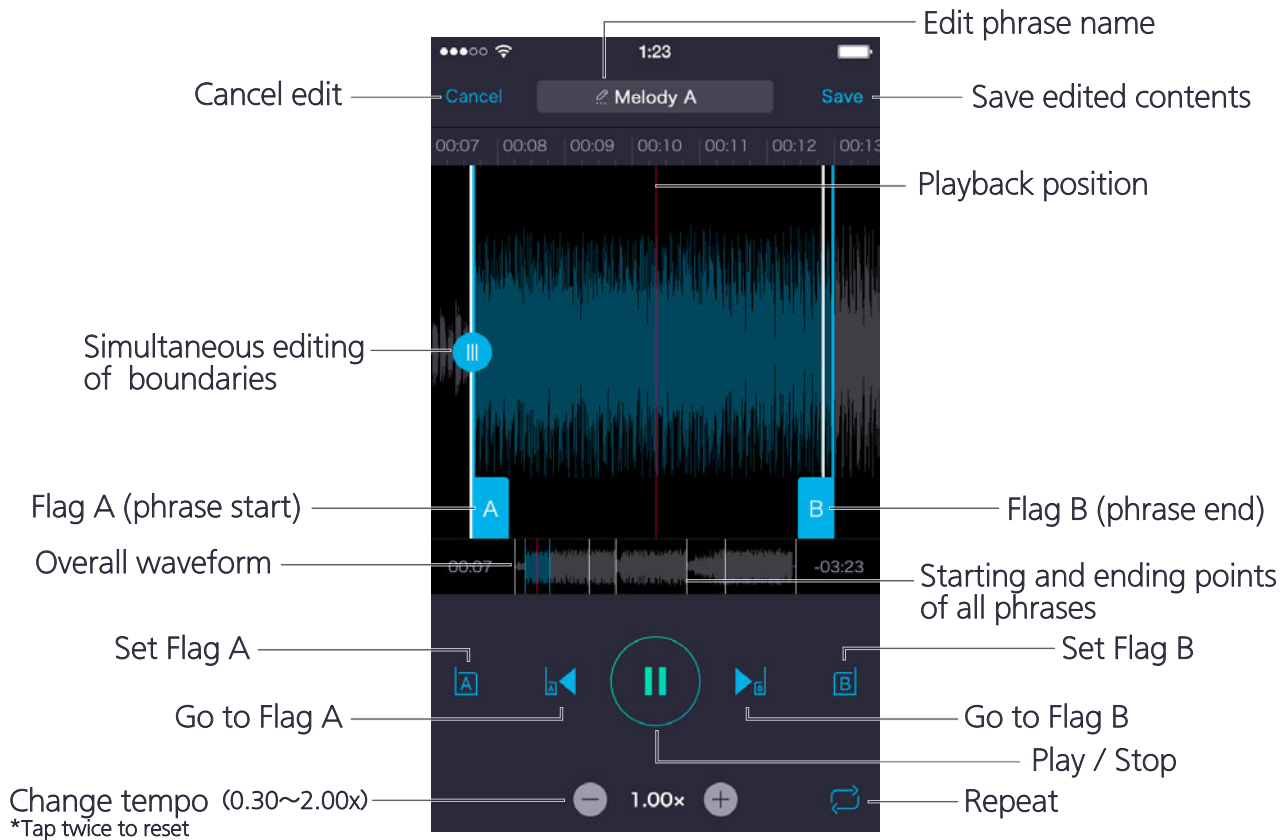 Edit phrase name
1:23
Cancel edit
Cancel
Melody A
Save
Save edited contents
00:07 00:08 00:09 00:10 00:11 00:12 00:13
Playback position
Simultaneous editing
of boundaries
Flag A (phrase start)
A
B
Flag B (phrase end)
Overall waveform
00:07
-03:23
Starting and ending points
of all phrases
Set Flag A
Set Flag B
A
A
B
B
Go to Flag A
Go to Flag B
Play / Stop
Change tempo (0.30～2.00x)
*Tap twice to reset
1.00x
Repeat